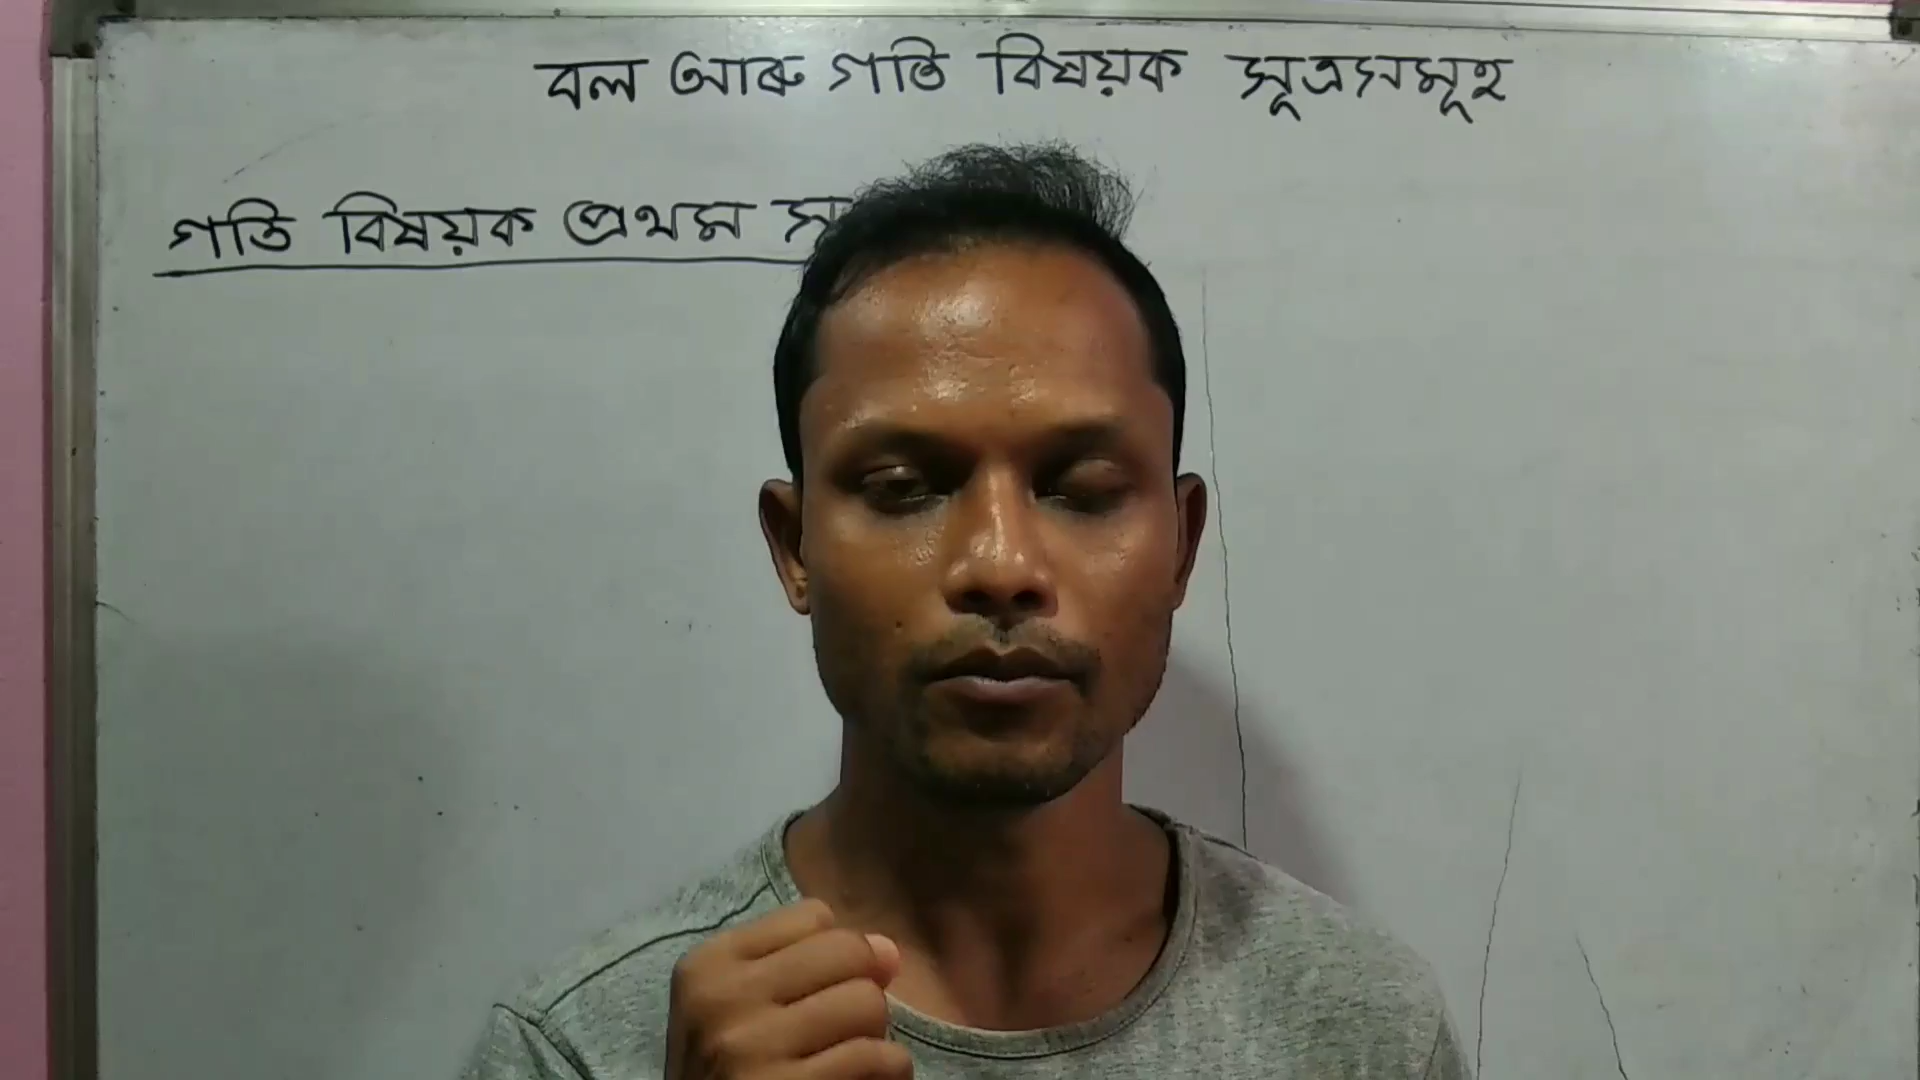 বল আৰু গতি বিষয়ক সূত্ৰসমূহ
গতি বিষয়ক প্ৰথম